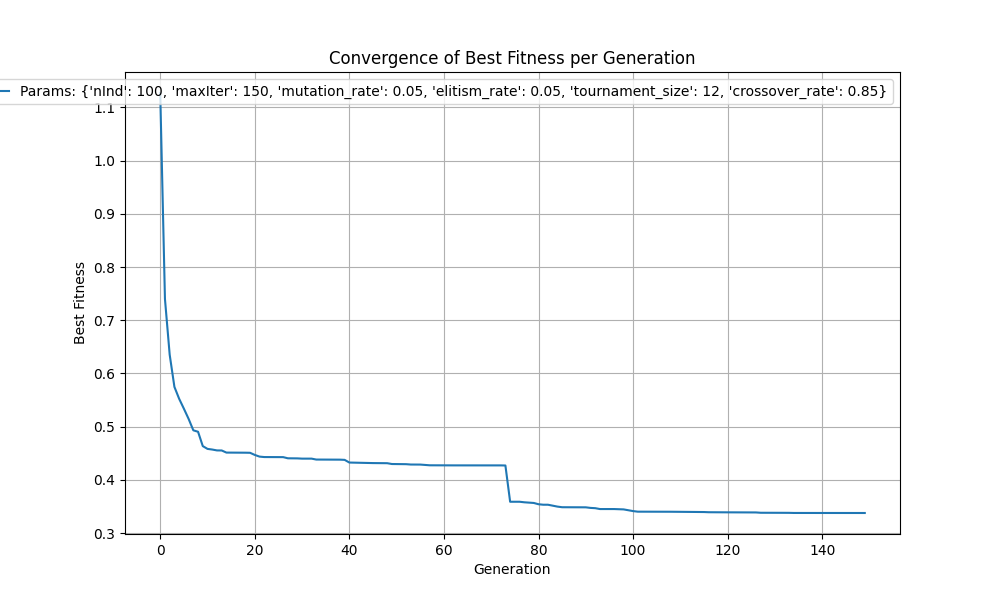 Convergence of Best Fitness per Generation
Params: {'nInd': 100, 'maxIter': 150, 'mutation_rate': 0.05, 'elitism_rate': 0.05, 'tournament_size': 12, 'crossover_rate': 0.85}
1.1
1.0
0.9
0.8
0.7
0.6
0.5
0.4
0.3
Best Fitness
0 20 40 60 80 100 120 140
Generation